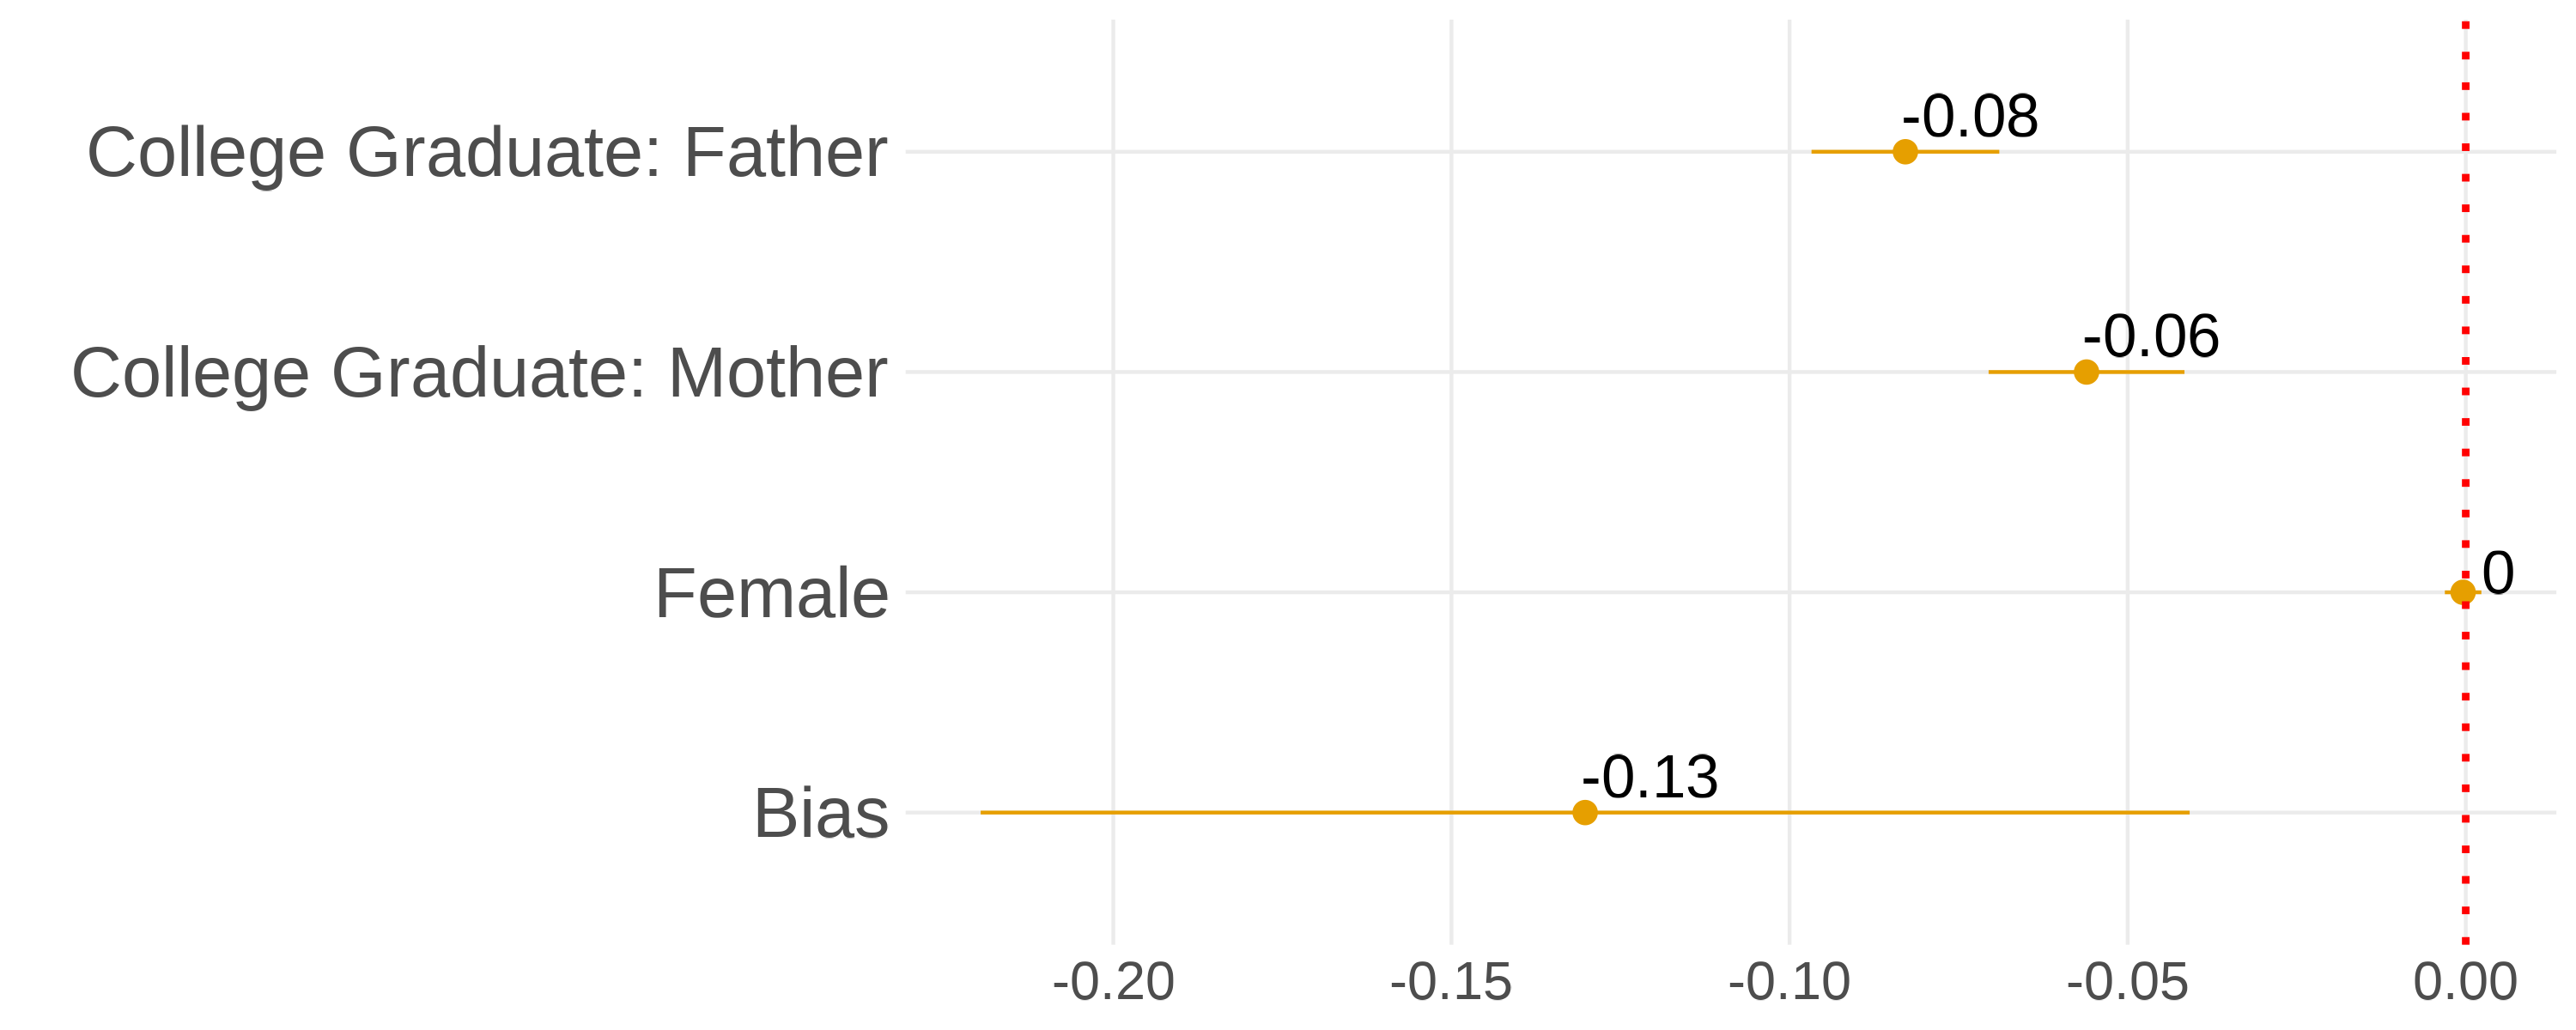 College Graduate: Father
-0.08
College Graduate: Mother
-0.06
Female
0
Bias
-0.13
-0.20 -0.15 -0.10 -0.05 0.00